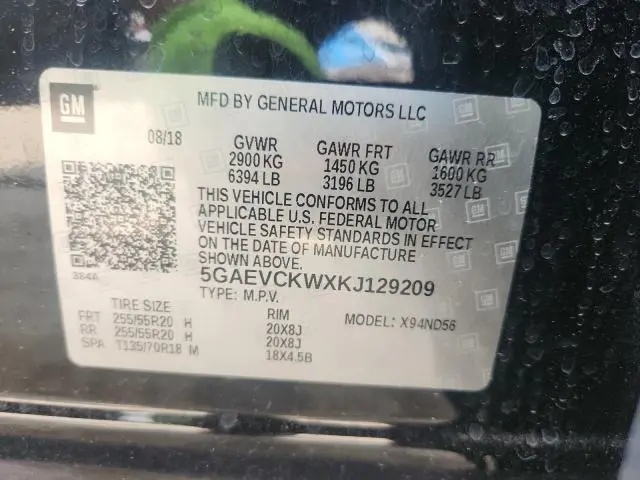 GM
MFD BY GENERAL MOTORS LLC
08/18 GVWR GAWR FRT GAWR RR
2900 KG 1450 KG 1600 KG
6394 LB 3196 LB 3527 LB
THIS VEHICLE CONFORMS TO ALL
APPLICABLE U.S. FEDERAL MOTOR
VEHICLE SAFETY STANDARDS IN EFFECT
ON THE DATE OF MANUFACTURE
SHOWN ABOVE.
384A 5GAEVCKWXKJ129209
TYPE: M.P.V.
TIRE SIZE RIM MODEL: X94ND56
FRT 255/55R20 H 20X8J
RR 255/55R20 H 20X8J
SPA T135/70R18 M 18X4.5B